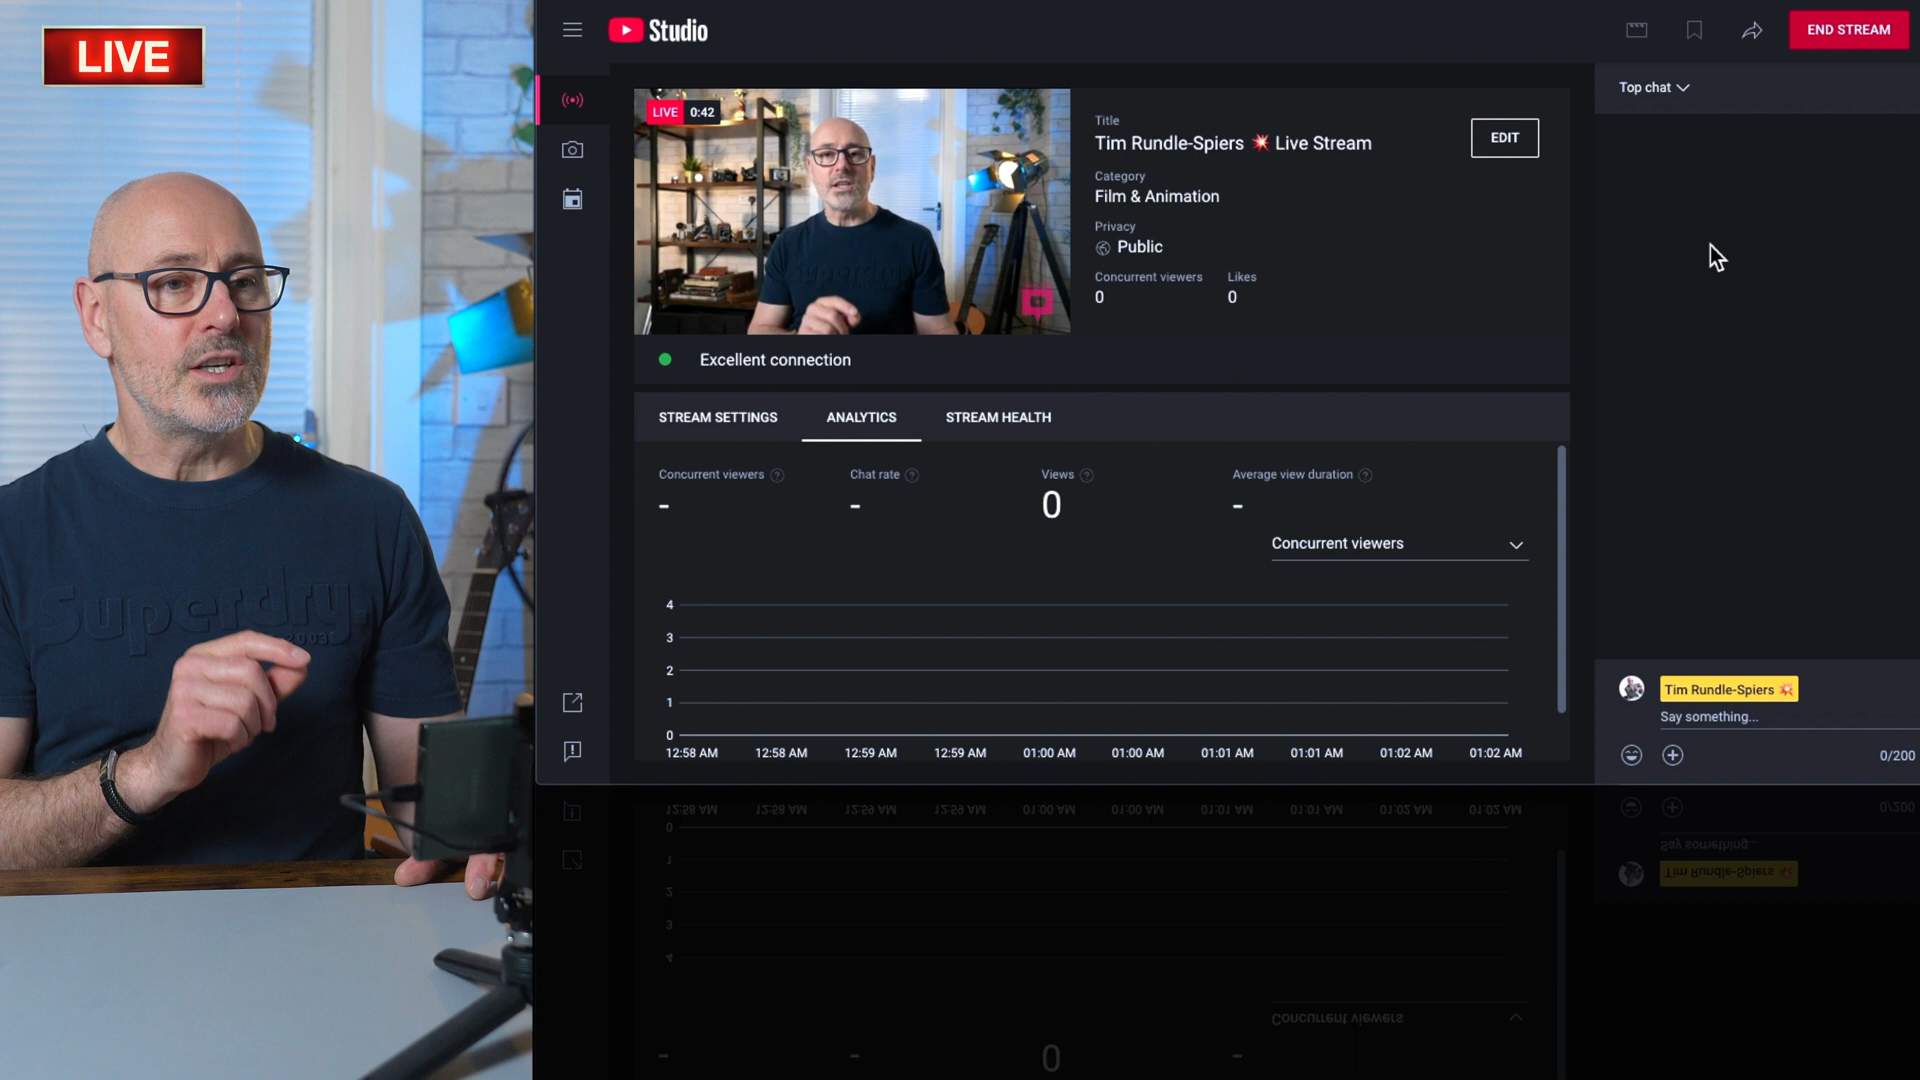 LIVE
Studio
END STREAM
LIVE 0:42
Title
Tim Rundle-Spiers 💥 Live Stream
EDIT
Category
Film & Animation
Privacy
Public
Concurrent viewers Likes
0 0
Excellent connection
Top chat
STREAM SETTINGS ANALYTICS STREAM HEALTH
Concurrent viewers ? Chat rate ? Views ? Average view duration ?
- - 0 -
Concurrent viewers
4
3
2
1
0
12:58 AM 12:58 AM 12:59 AM 12:59 AM 01:00 AM 01:00 AM 01:01 AM 01:01 AM 01:02 AM 01:02 AM
Tim Rundle-Spiers 💥
Say something...
0/200
Superdry.
2003